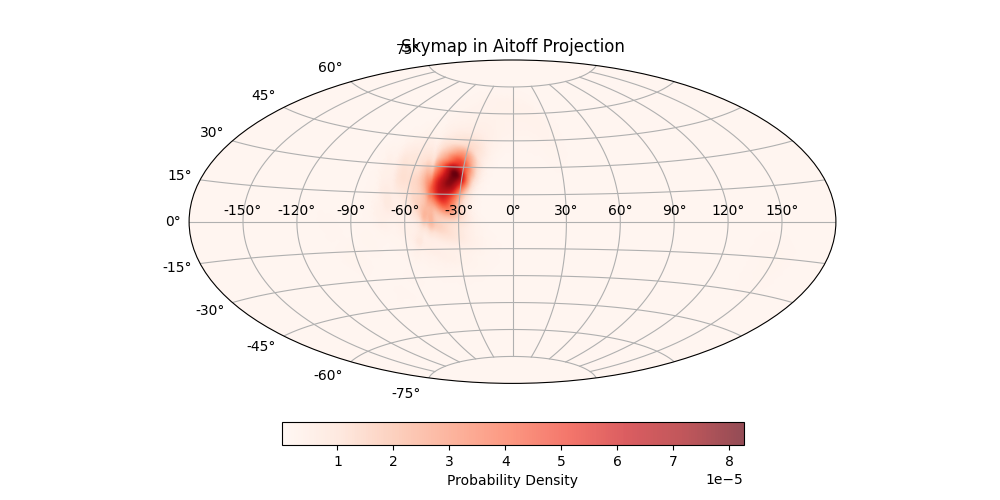 Skymap in Aitoff Projection
75°
60°
45°
30°
15°
-150° -120° -90° -60° -30° 0° 30° 60° 90° 120° 150°
0°
-15°
-30°
-45°
-60°
-75°
1 2 3 4 5 6 7 8
1e−5
Probability Density